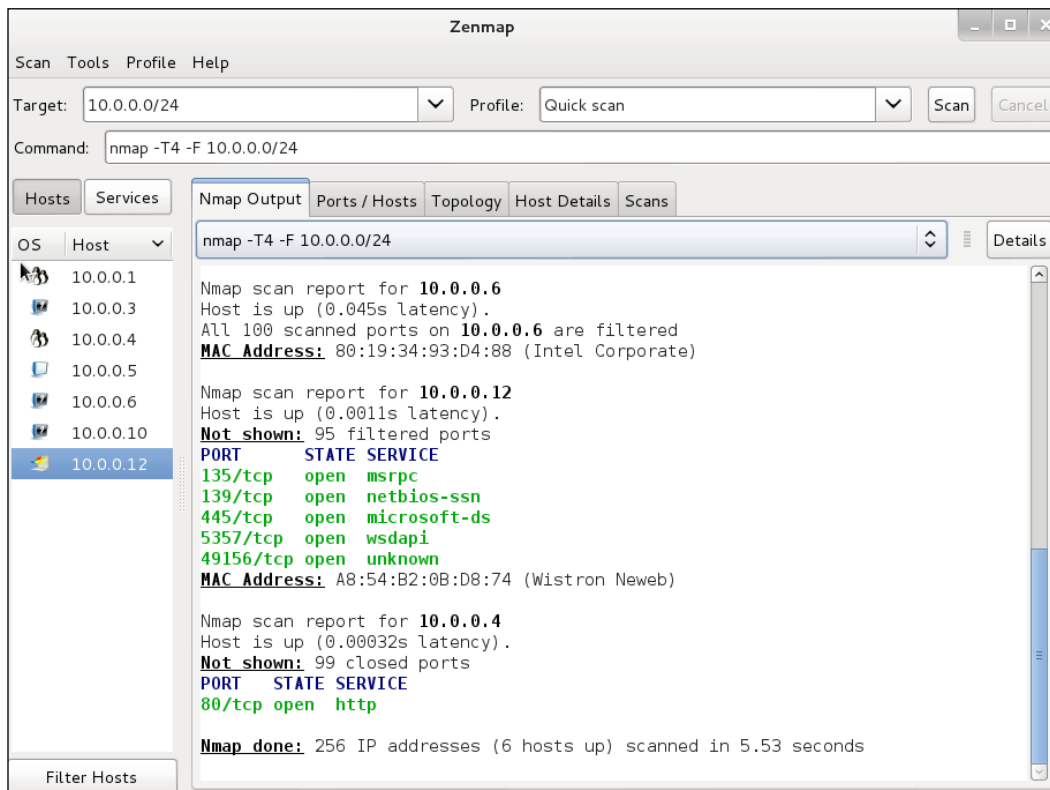 Zenmap
Scan Tools Profile Help
Target: 10.0.0.0/24 Profile: Quick scan Scan Cancel
Command: nmap -T4 -F 10.0.0.0/24
Hosts Services
Nmap Output Ports / Hosts Topology Host Details Scans
OS Host
nmap -T4 -F 10.0.0.0/24 Details
10.0.0.1
10.0.0.3
10.0.0.4
10.0.0.5
10.0.0.6
10.0.0.10
10.0.0.12
Filter Hosts
Nmap scan report for 10.0.0.6
Host is up (0.045s latency).
All 100 scanned ports on 10.0.0.6 are filtered
MAC Address: 80:19:34:93:D4:88 (Intel Corporate)
Nmap scan report for 10.0.0.12
Host is up (0.0011s latency).
Not shown: 95 filtered ports
PORT STATE SERVICE
135/tcp open msrpc
139/tcp open netbios-ssn
445/tcp open microsoft-ds
5357/tcp open wsdapi
49156/tcp open unknown
MAC Address: A8:54:B2:0B:D8:74 (Wistron Neweb)
Nmap scan report for 10.0.0.4
Host is up (0.00032s latency).
Not shown: 99 closed ports
PORT STATE SERVICE
80/tcp open http
Nmap done: 256 IP addresses (6 hosts up) scanned in 5.53 seconds